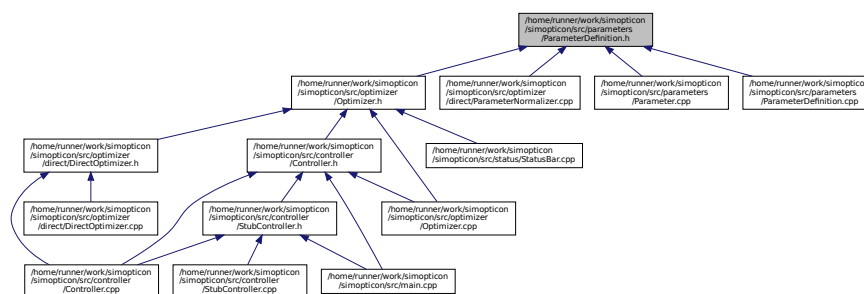 /home/runner/work/simopticon
/simopticon/src/parameters
/ParameterDefinition.h
/home/runner/work/simopticon
/simopticon/src/optimizer
/Optimizer.h
/home/runner/work/simopticon
/simopticon/src/optimizer
direct/ParameterNormalizer.cpp
/home/runner/work/simopticon
/simopticon/src/parameters
/Parameter.cpp
/home/runner/work/simopticon
/simopticon/src/parameters
/ParameterDefinition.cpp
/home/runner/work/simopticon
/simopticon/src/optimizer
/direct/DirectOptimizer.h
/home/runner/work/simopticon
/simopticon/src/controller
/Controller.h
/home/runner/work/simopticon
/simopticon/src/status/StatusBar.cpp
/home/runner/work/simopticon
/simopticon/src/optimizer
/direct/DirectOptimizer.cpp
/home/runner/work/simopticon
/simopticon/src/controller
/StubController.h
/home/runner/work/simopticon
/simopticon/src/optimizer
/Optimizer.cpp
/home/runner/work/simopticon
/simopticon/src/controller
/Controller.cpp
/home/runner/work/simopticon
/simopticon/src/controller
/StubController.cpp
/home/runner/work/simopticon
/simopticon/src/main.cpp